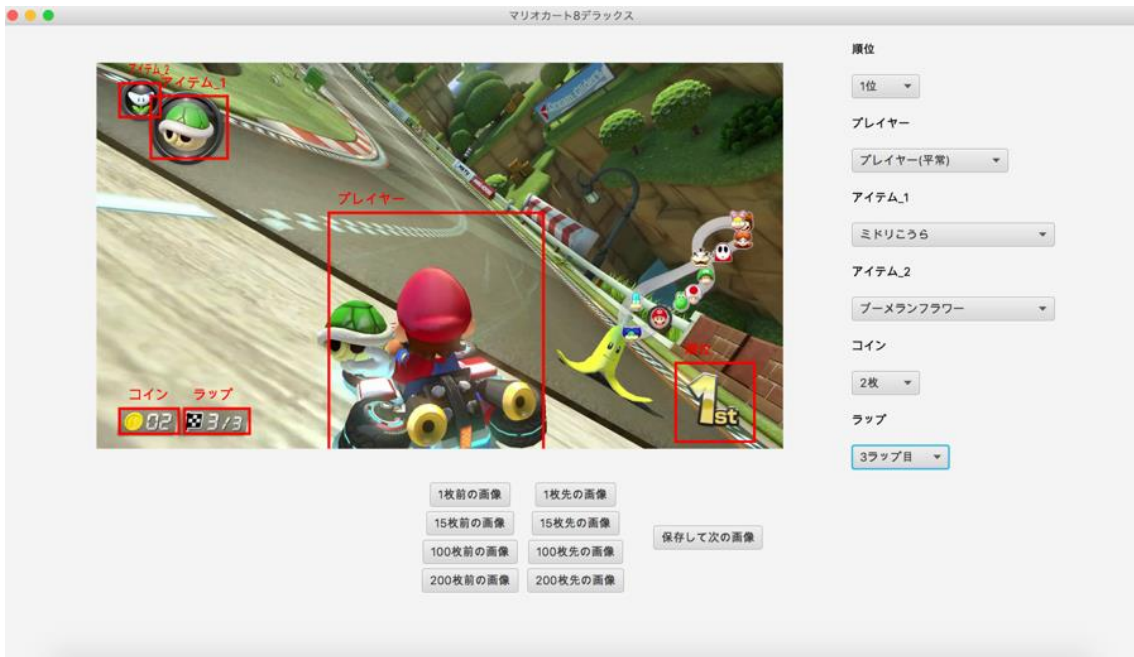 マリオカート8デラックス
アイテム_2
アイテム_1
プレイヤー
順位
1st
コイン
ラップ
02
3/3
順位
1位
プレイヤー
プレイヤー(平常)
アイテム_1
ミドリこうら
アイテム_2
ブーメランフラワー
コイン
2枚
ラップ
3ラップ目
1枚前の画像
1枚先の画像
15枚前の画像
15枚先の画像
100枚前の画像
100枚先の画像
200枚前の画像
200枚先の画像
保存して次の画像